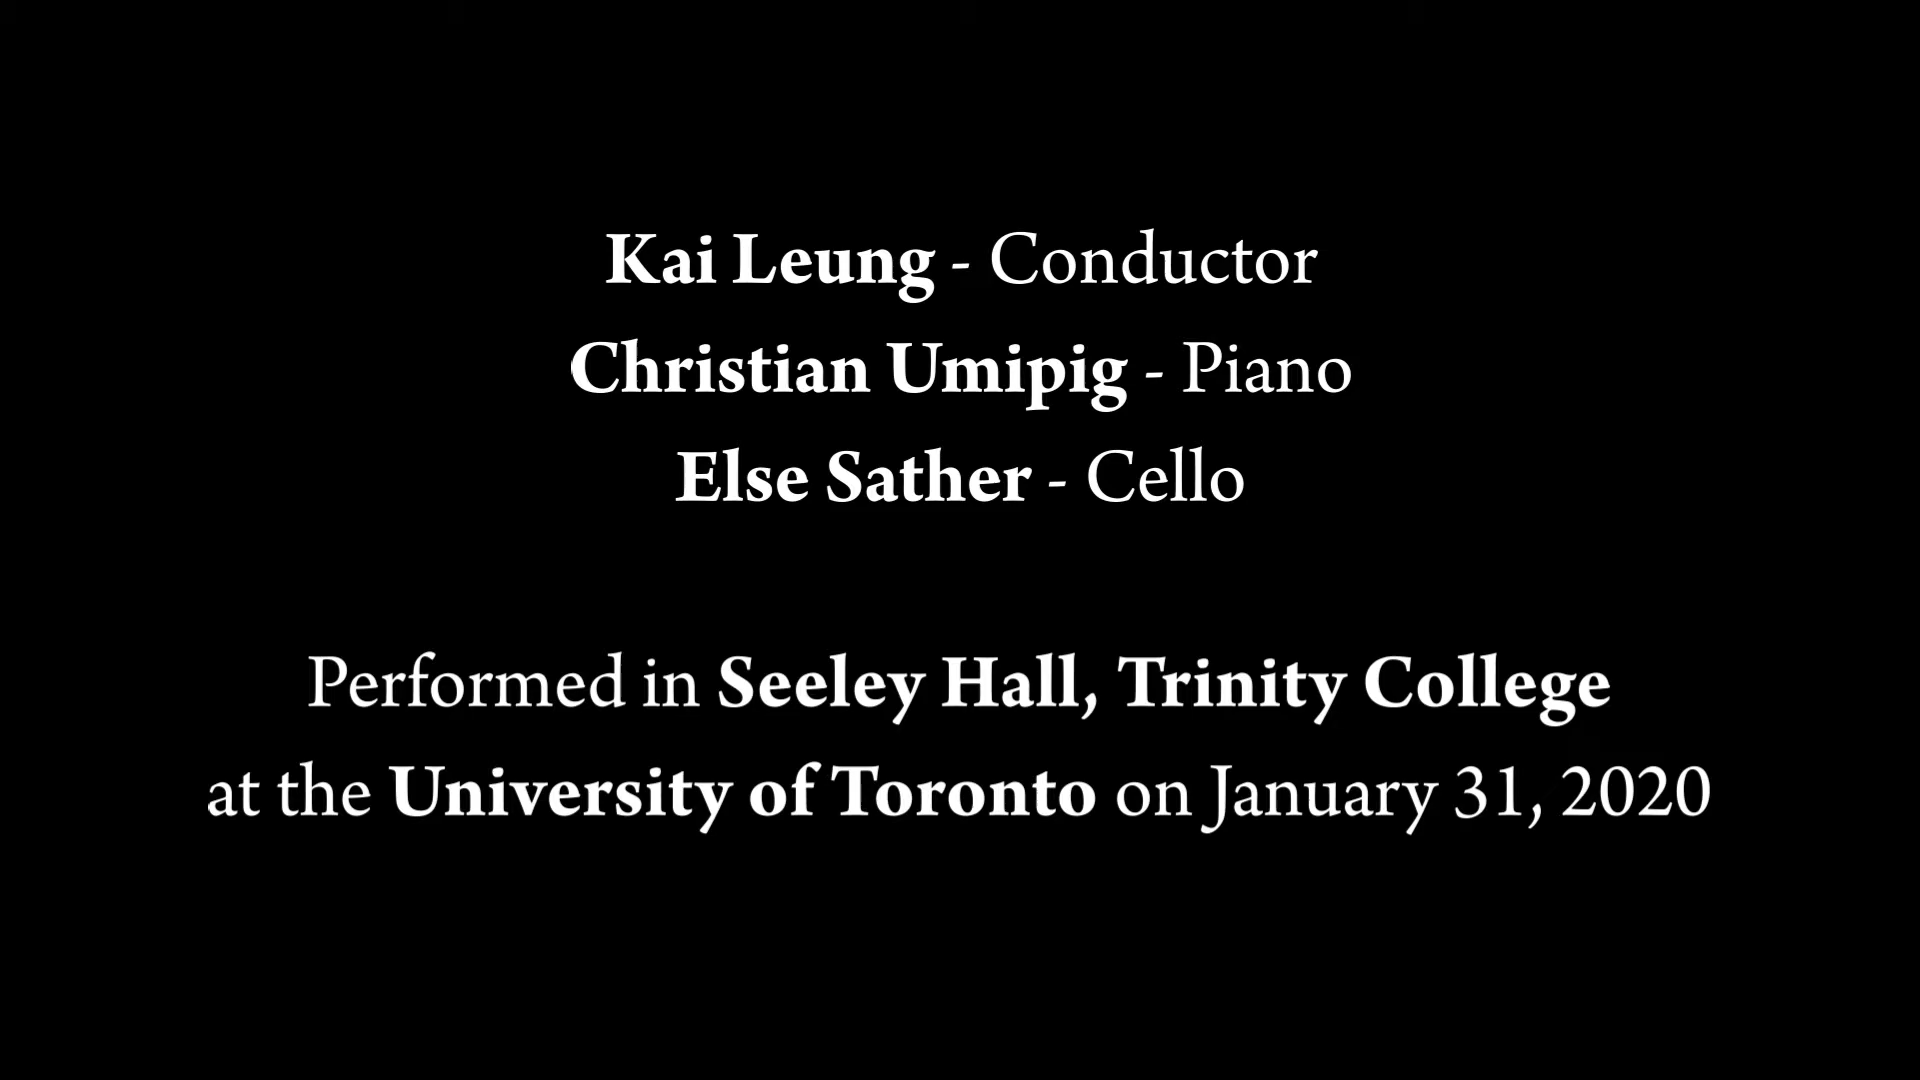 Kai Leung - Conductor
Christian Umipig - Piano
Else Sather - Cello
Performed in Seeley Hall, Trinity College
at the University of Toronto on January 31, 2020